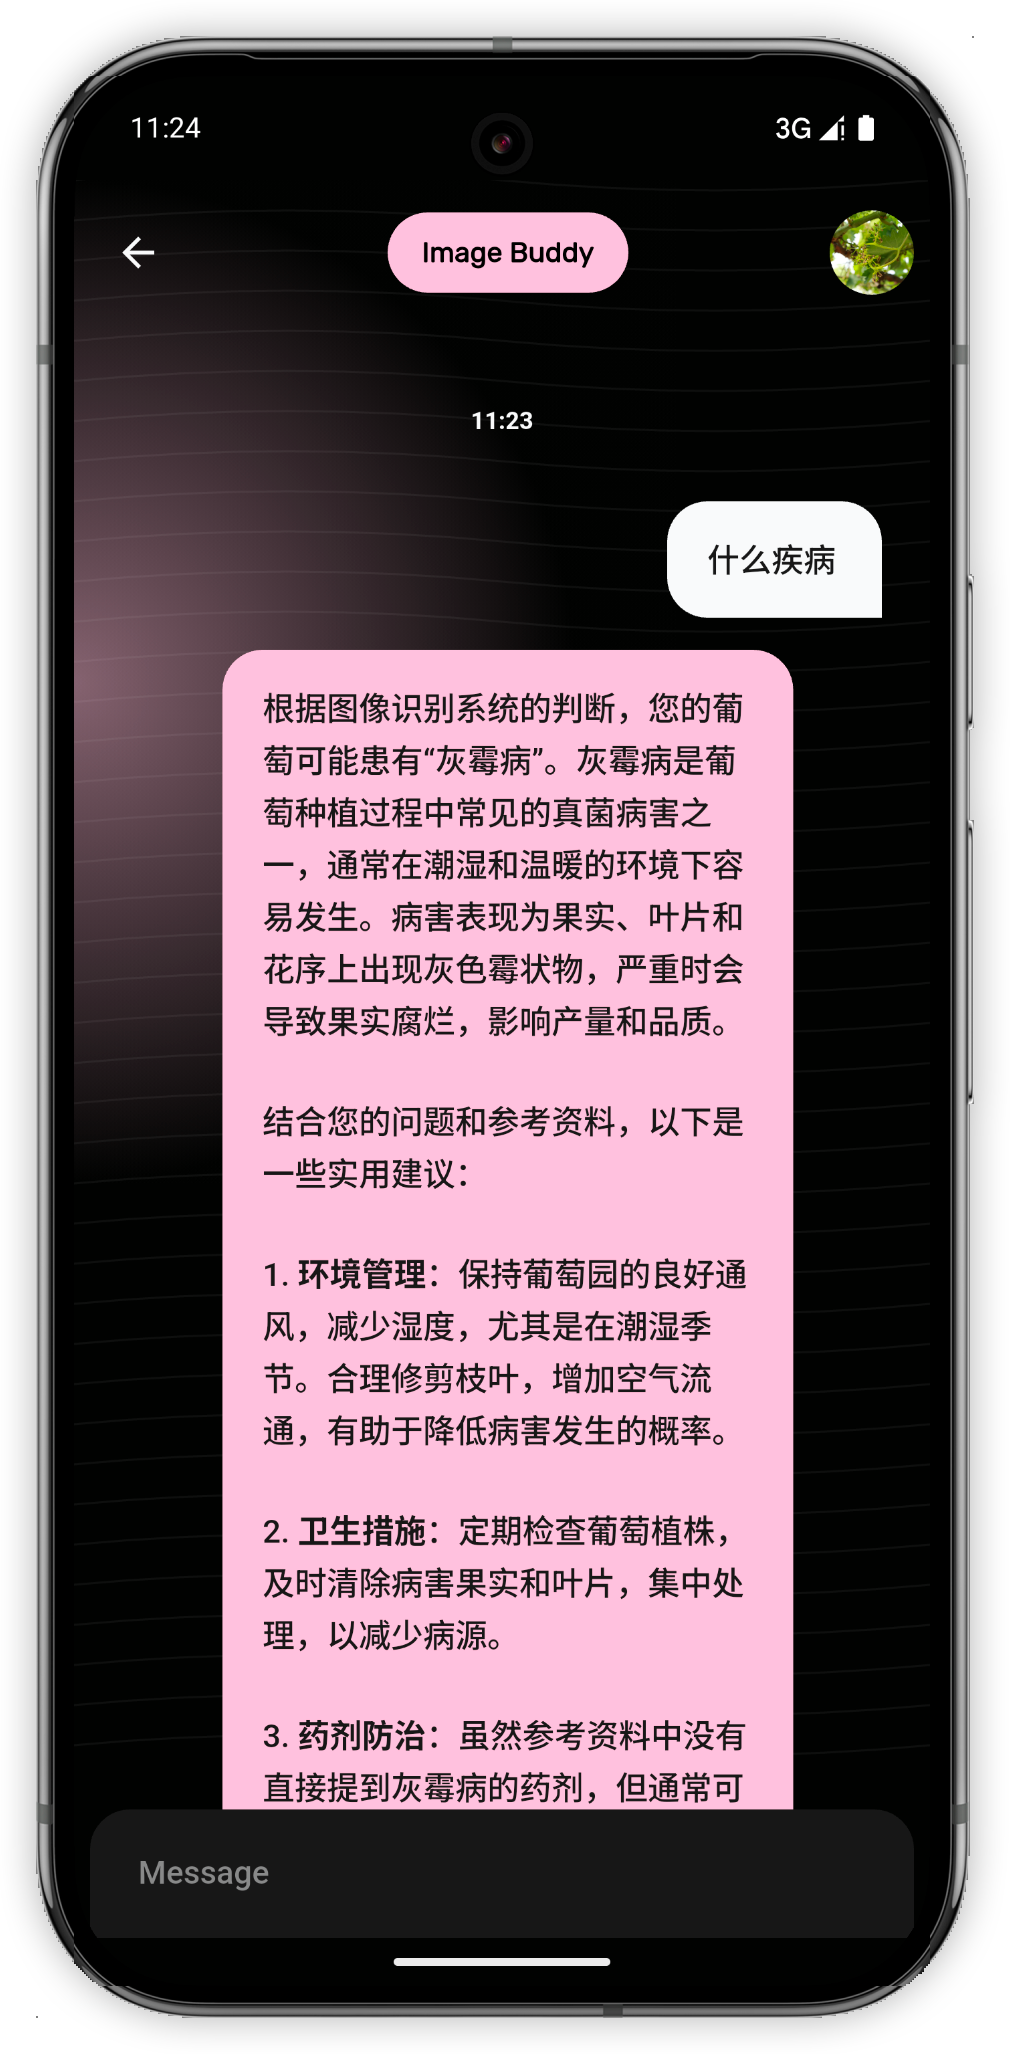 11:24
3G
Image Buddy
11:23
什么疾病
根据图像识别系统的判断，您的葡
萄可能患有“灰霉病”。灰霉病是葡
萄种植过程中常见的真菌病害之
一，通常在潮湿和温暖的环境下容
易发生。病害表现为果实、叶片和
花序上出现灰色霉状物，严重时会
导致果实腐烂，影响产量和品质。
结合您的问题和参考资料，以下是
一些实用建议：
1. 环境管理：保持葡萄园的良好通
风，减少湿度，尤其是在潮湿季
节。合理修剪枝叶，增加空气流
通，有助于降低病害发生的概率。
2. 卫生措施：定期检查葡萄植株，
及时清除病害果实和叶片，集中处
理，以减少病源。
3. 药剂防治：虽然参考资料中没有
直接提到灰霉病的药剂，但通常可
Message